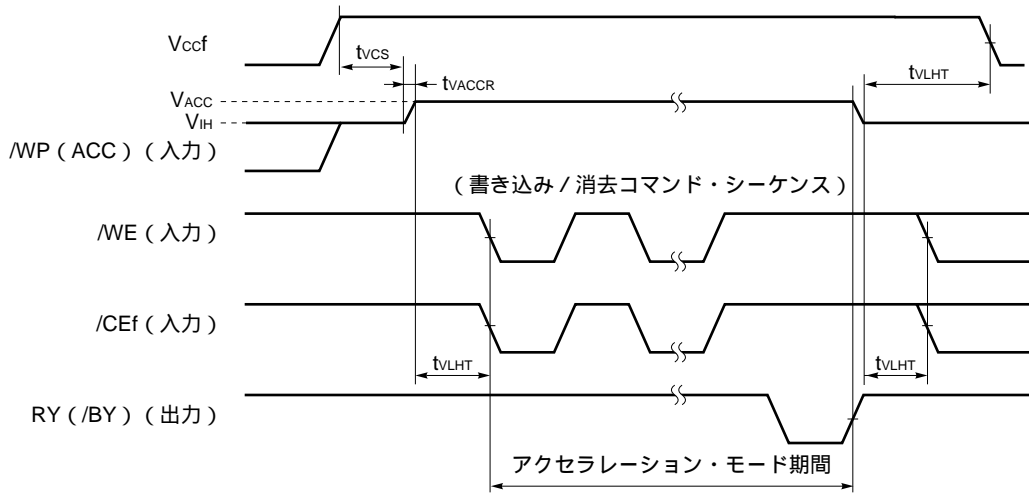 VCCf
tVCS
tVLHT
tVACCR
VACC
VIH
/WP（ACC）（入力）
（書き込み / 消去コマンド・シーケンス）
/WE（入力）
/CEf（入力）
tVLHT
tVLHT
RY（/BY）（出力）
アクセラレーション・モード期間